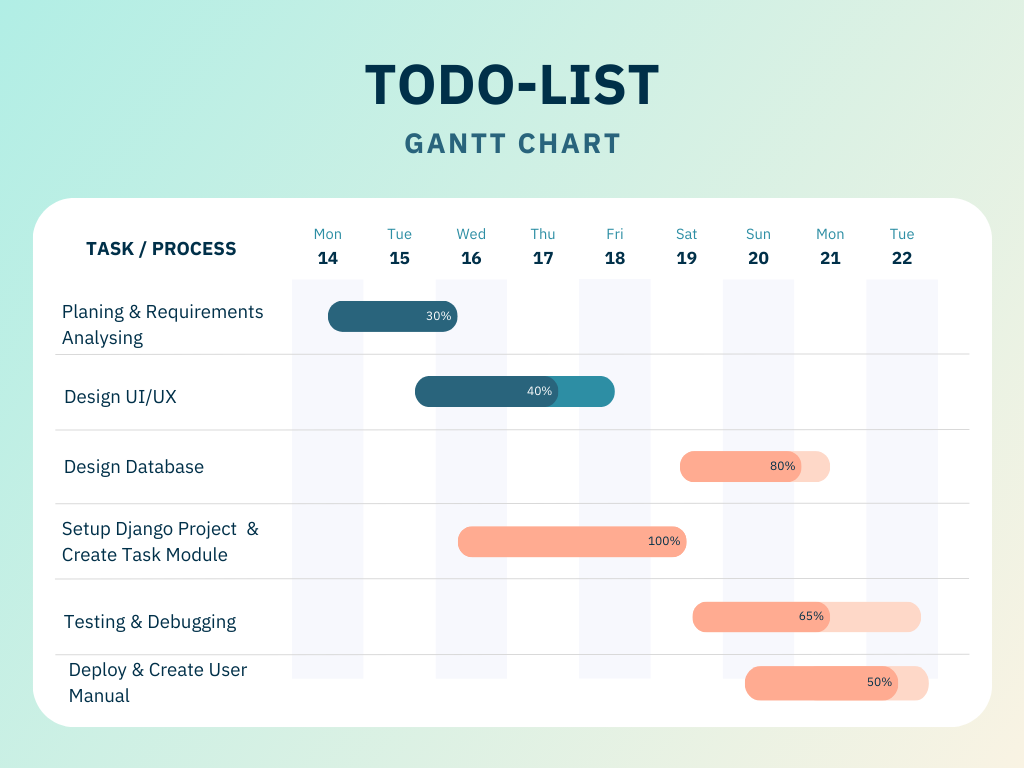 TODO-LIST
GANTT CHART
TASK / PROCESS
Mon Tue Wed Thu Fri Sat Sun Mon Tue
14 15 16 17 18 19 20 21 22
Planing & Requirements
Analysing
30%
Design UI/UX
40%
Design Database
80%
Setup Django Project  &
Create Task Module
100%
Testing & Debugging
65%
Deploy & Create User
Manual
50%